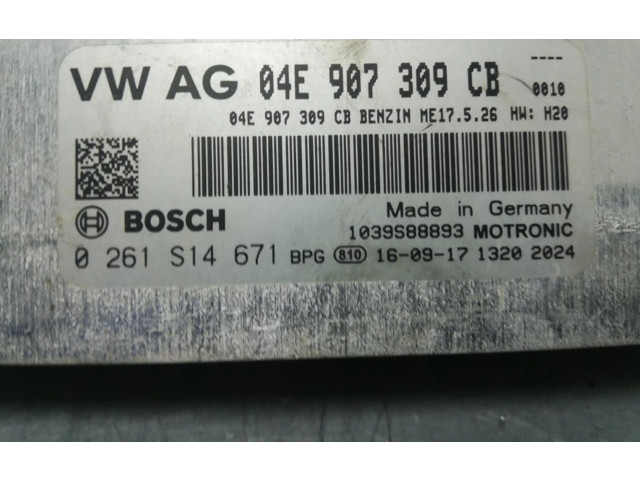 ----
VW AG 04E 907 309 CB 0010
04E 907 309 CB BENZIN ME17.5.26 HW: H20
BOSCH
Made in Germany
1039S88893 MOTRONIC
0 261 S14 671 BPG 810 16-09-17 1320 2024